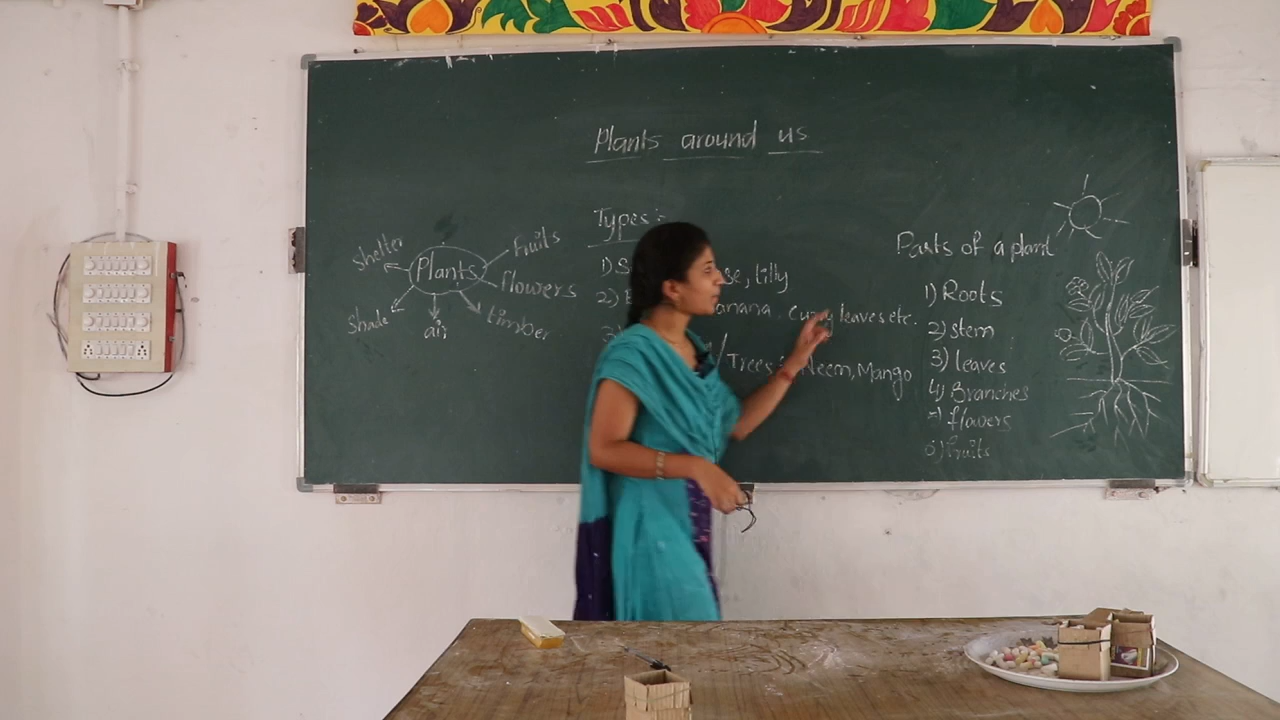 Plants around us
Shelter
Fruits
Plants
flowers
Shade
air
timber
Types :-
1) S se, lilly
2) B anana, Curry leaves etc.
3) Trees :- Neem, Mango
Parts of a plant
1) Roots
2) stem
3) leaves
4) Branches
5) flowers
6) fruits